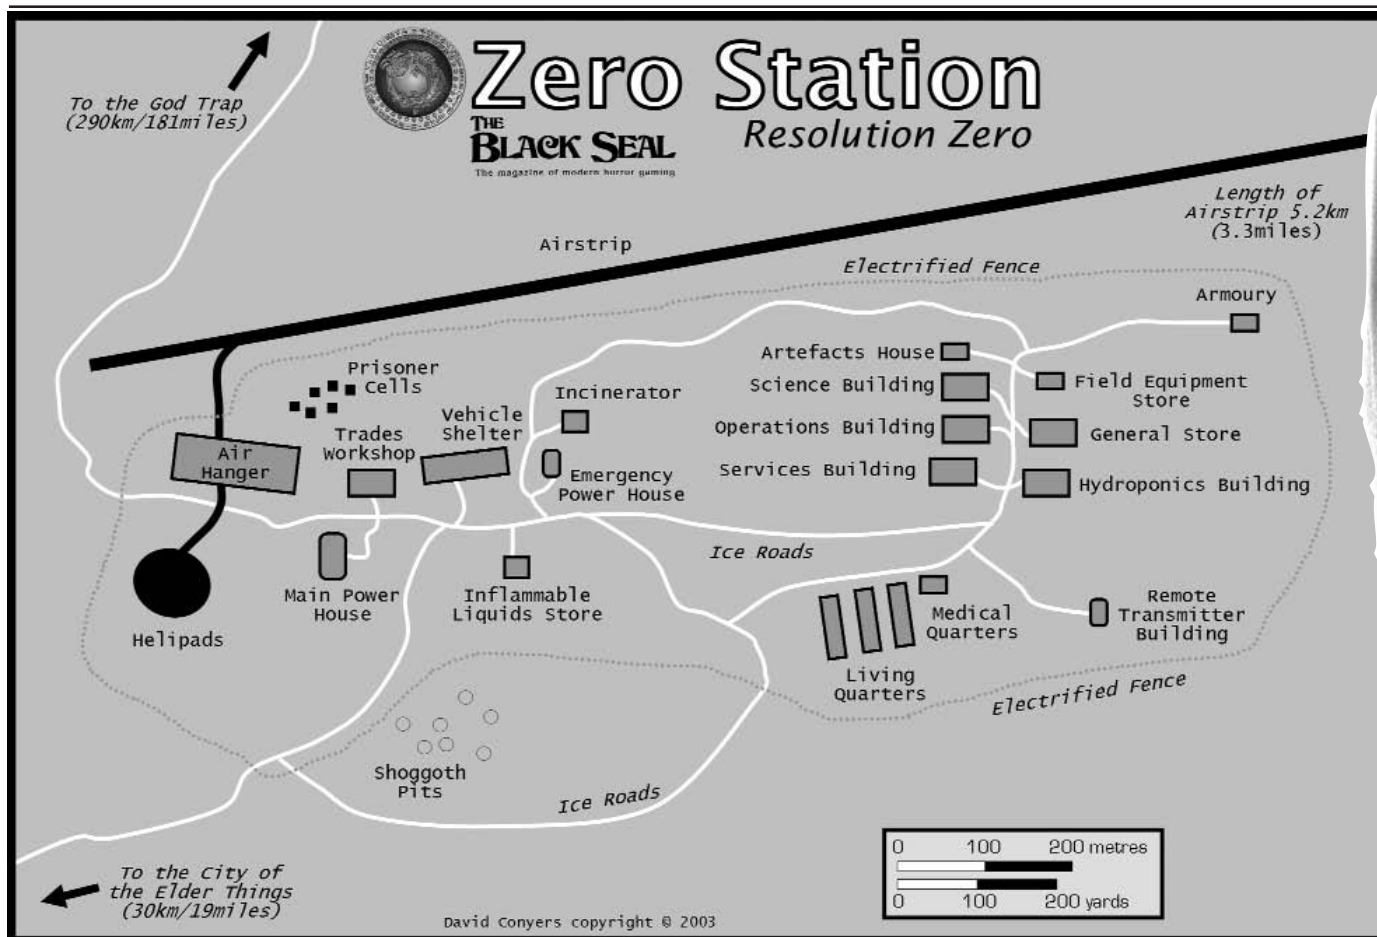 Zero Station
THE
BLACK SEAL
The magazine of modern horror gaming
Resolution Zero
To the God Trap
(290km/181miles)
Length of
Airstrip 5.2km
(3.3miles)
Airstrip
Electrified Fence
Armoury
Artefacts House
Prisoner
Cells
Science Building
Field Equipment
Store
Incinerator
Vehicle
Shelter
Trades
Workshop
Operations Building
General Store
Air
Hanger
Emergency
Power House
Services Building
Hydroponics Building
Ice Roads
Main Power
House
Inflammable
Liquids Store
Medical
Quarters
Remote
Transmitter
Building
Helipads
Living
Quarters
Electrified Fence
Shoggoth
Pits
Ice Roads
0 100 200 metres
0 100 200 yards
To the City of
the Elder Things
(30km/19miles)
David Conyers copyright © 2003